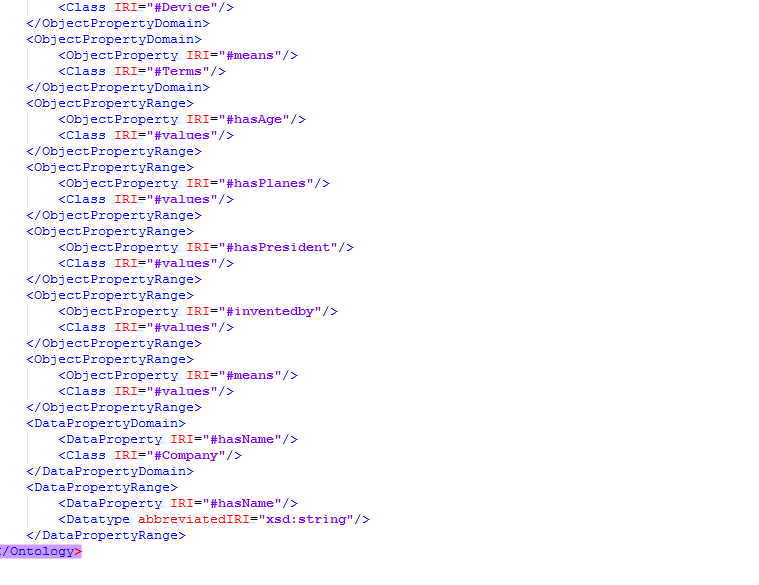 <Class IRI="#Device"/>
</ObjectPropertyDomain>
<ObjectPropertyDomain>
<ObjectProperty IRI="#means"/>
<Class IRI="#Terms"/>
</ObjectPropertyDomain>
<ObjectPropertyRange>
<ObjectProperty IRI="#hasAge"/>
<Class IRI="#values"/>
</ObjectPropertyRange>
<ObjectPropertyRange>
<ObjectProperty IRI="#hasPlanes"/>
<Class IRI="#values"/>
</ObjectPropertyRange>
<ObjectPropertyRange>
<ObjectProperty IRI="#hasPresident"/>
<Class IRI="#values"/>
</ObjectPropertyRange>
<ObjectPropertyRange>
<ObjectProperty IRI="#inventedby"/>
<Class IRI="#values"/>
</ObjectPropertyRange>
<ObjectPropertyRange>
<ObjectProperty IRI="#means"/>
<Class IRI="#values"/>
</ObjectPropertyRange>
<DataPropertyDomain>
<DataProperty IRI="#hasName"/>
<Class IRI="#Company"/>
</DataPropertyDomain>
<DataPropertyRange>
<DataProperty IRI="#hasName"/>
<Datatype abbreviatedIRI="xsd:string"/>
</DataPropertyRange>
</Ontology>